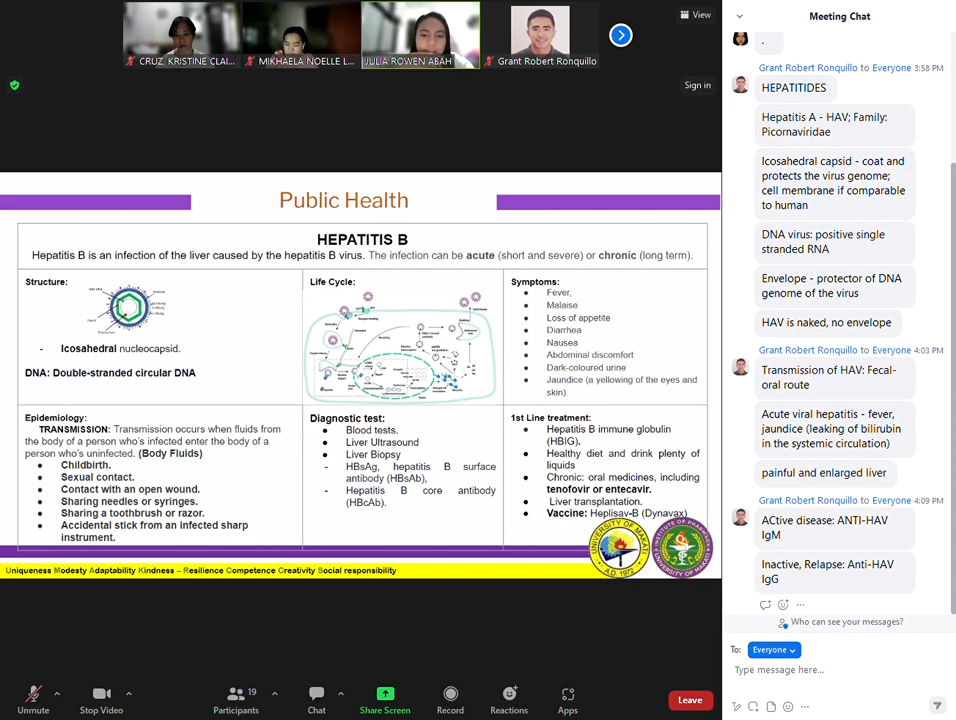 CRUZ, KRISTINE CLAI...
MIKHAELA NOELLE L...
JULIA ROWEN ABAH
Grant Robert Ronquillo
View
Sign in
Public Health
HEPATITIS B
Hepatitis B is an infection of the liver caused by the hepatitis B virus. The infection can be acute (short and severe) or chronic (long term).
Structure:
- Icosahedral nucleocapsid.
DNA: Double-stranded circular DNA
Life Cycle:
Symptoms:
● Fever,
● Malaise
● Loss of appetite
● Diarrhea
● Nausea
● Abdominal discomfort
● Dark-coloured urine
● Jaundice (a yellowing of the eyes and
skin).
Epidemiology:
TRANSMISSION: Transmission occurs when fluids from
the body of a person who's infected enter the body of a
person who's uninfected. (Body Fluids)
● Childbirth.
● Sexual contact.
● Contact with an open wound.
● Sharing needles or syringes.
● Sharing a toothbrush or razor.
● Accidental stick from an infected sharp
instrument.
Diagnostic test:
● Blood tests.
● Liver Ultrasound
● Liver Biopsy
- HBsAg, hepatitis B surface
antibody (HBsAb),
- Hepatitis B core antibody
(HBcAb).
1st Line treatment:
● Hepatitis B immune globulin
(HBIG).
● Healthy diet and drink plenty of
liquids
● Chronic: oral medicines, including
tenofovir or entecavir.
● Liver transplantation.
● Vaccine: Heplisav-B (Dynavax)
UNIVERSITY OF MAKATI
A.D. 1972
INSTITUTE OF PHARMACY
UNIVERSITY OF MAKATI
Uniqueness Modesty Adaptability Kindness – Resilience Competence Creativity Social responsibility
Unmute
Stop Video
19
Participants
Chat
Share Screen
Record
Reactions
Apps
Leave
Meeting Chat
.
Grant Robert Ronquillo to Everyone 3:58 PM
HEPATITIDES
Hepatitis A - HAV; Family:
Picornaviridae
Icosahedral capsid - coat and
protects the virus genome;
cell membrane if comparable
to human
DNA virus: positive single
stranded RNA
Envelope - protector of DNA
genome of the virus
HAV is naked, no envelope
Grant Robert Ronquillo to Everyone 4:03 PM
Transmission of HAV: Fecal-
oral route
Acute viral hepatitis - fever,
jaundice (leaking of bilirubin
in the systemic circulation)
painful and enlarged liver
Grant Robert Ronquillo to Everyone 4:09 PM
ACtive disease: ANTI-HAV
IgM
Inactive, Relapse: Anti-HAV
IgG
Who can see your messages?
To: Everyone
Type message here...